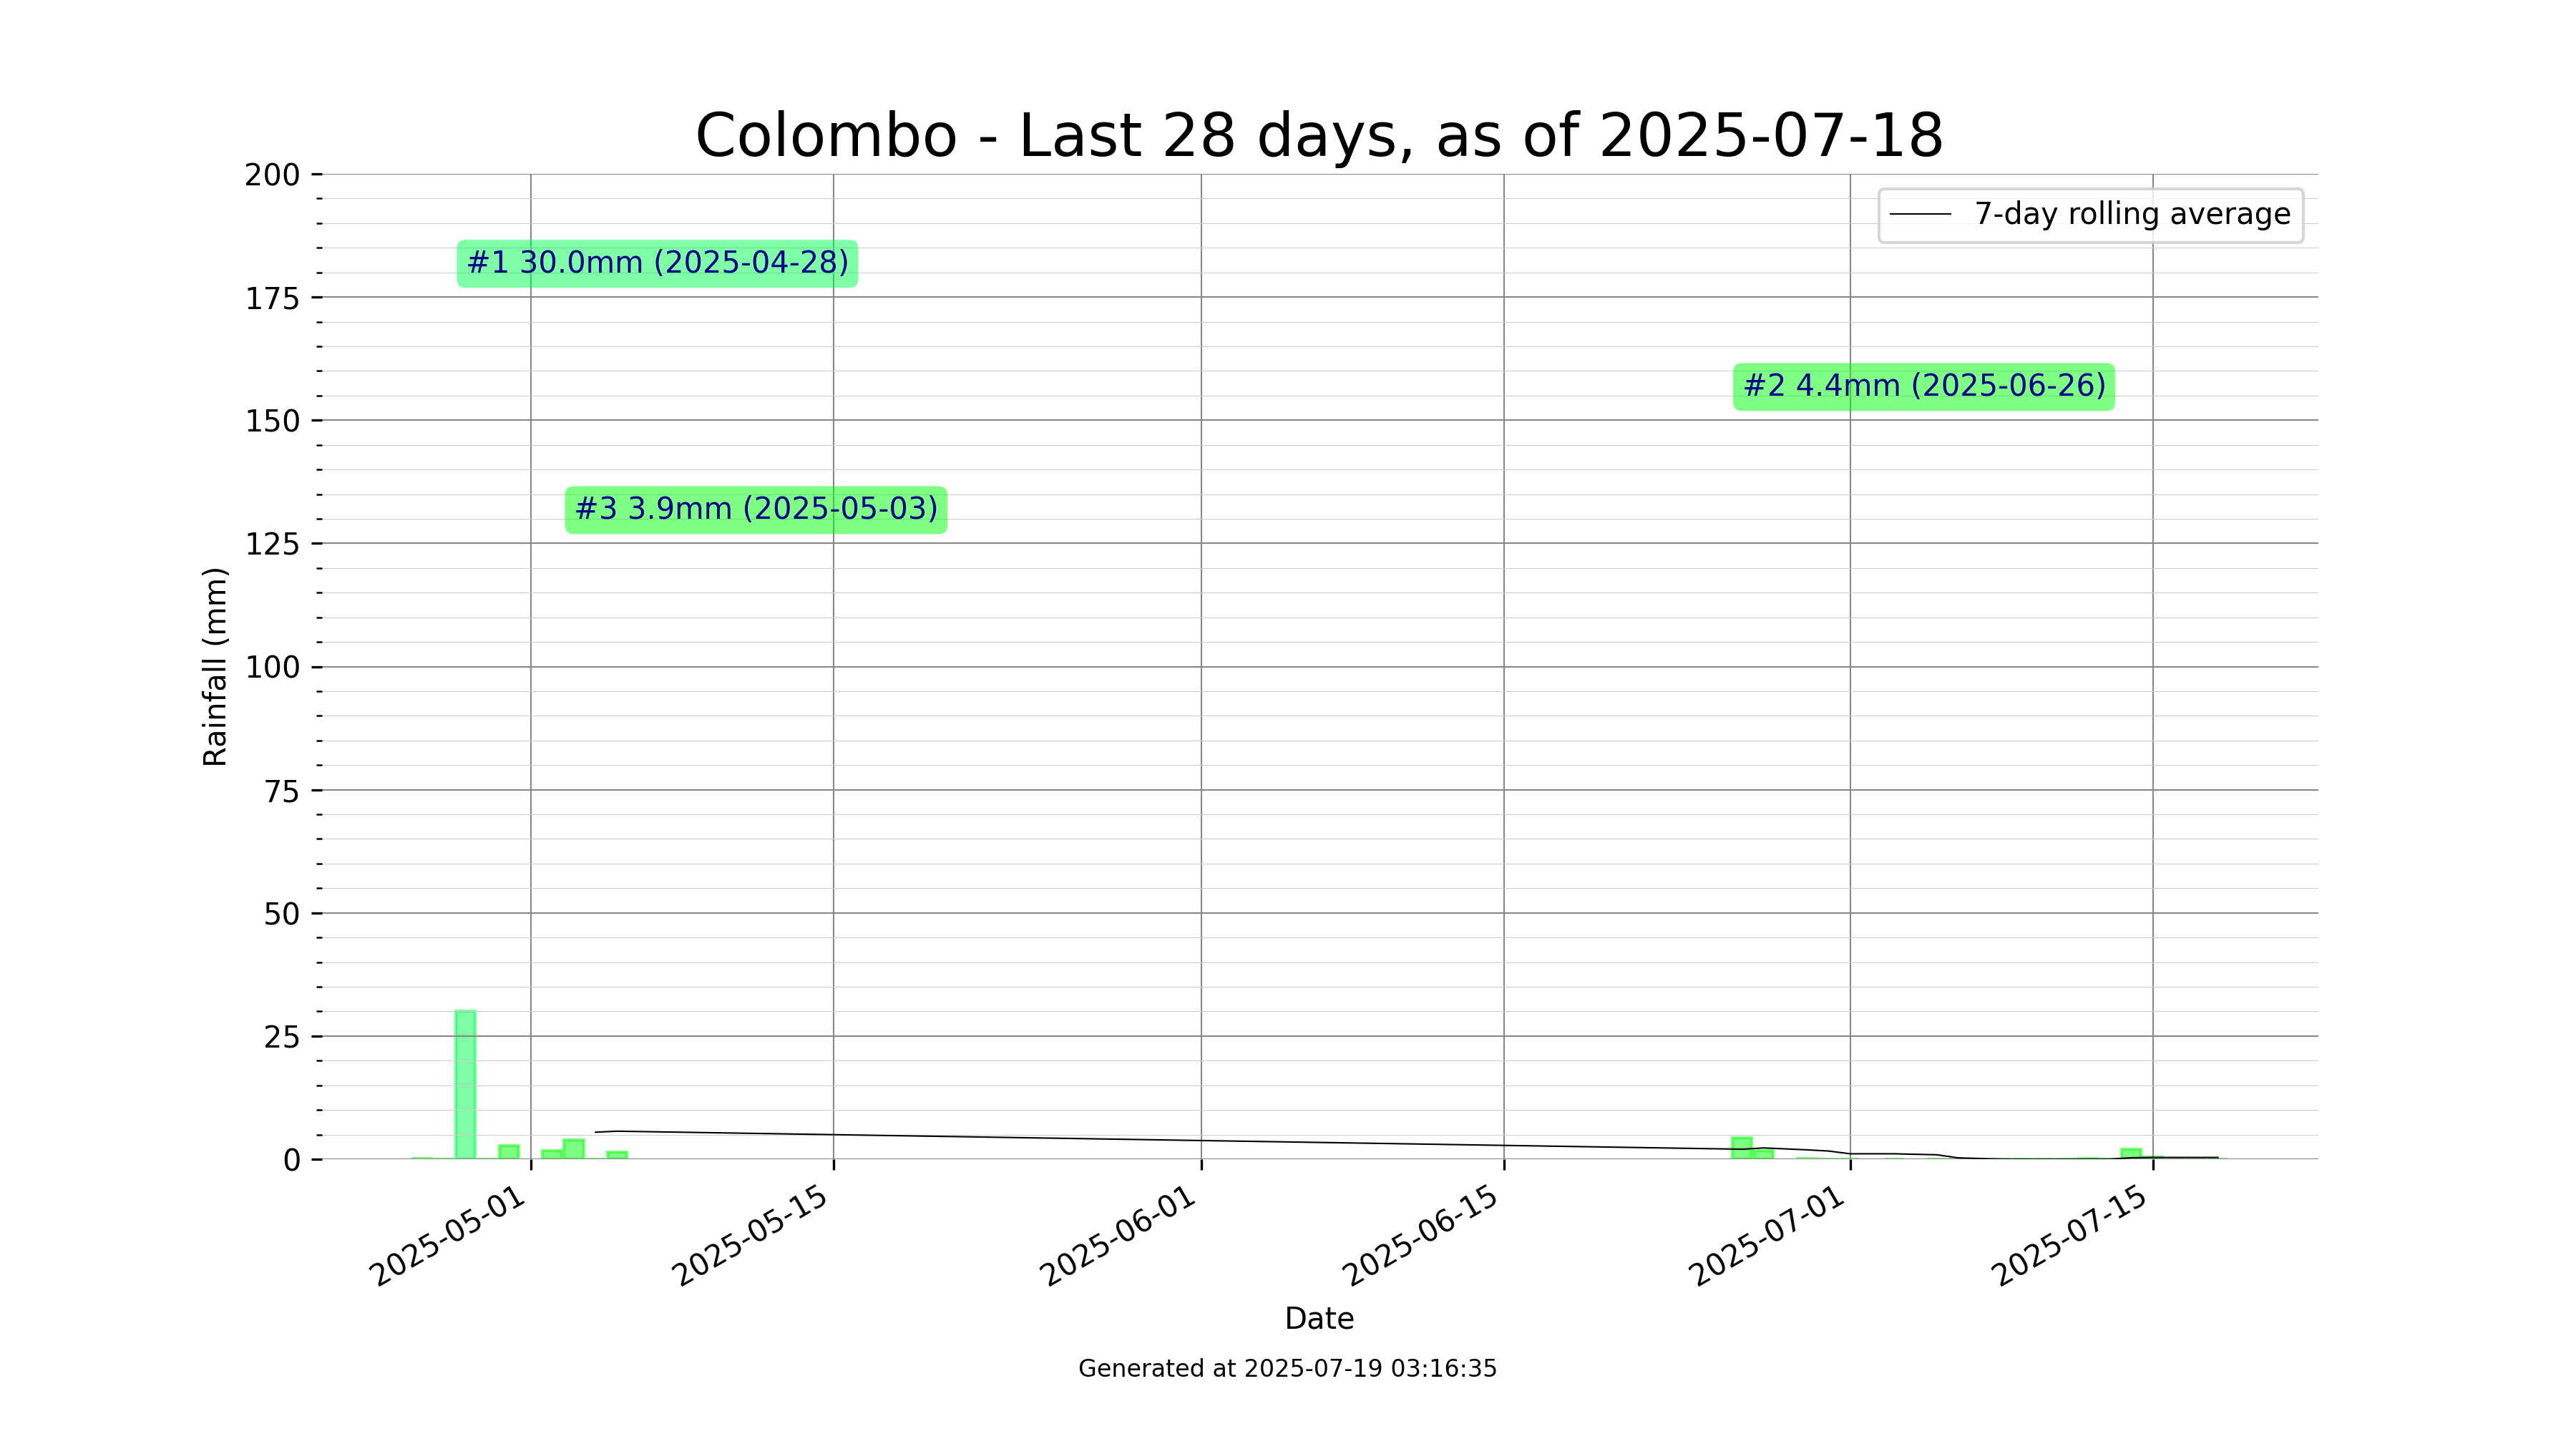 Colombo - Last 28 days, as of 2025-07-18
7-day rolling average
#1 30.0mm (2025-04-28)
#2 4.4mm (2025-06-26)
#3 3.9mm (2025-05-03)
Rainfall (mm)
200
175
150
125
100
75
50
25
0
2025-05-01
2025-05-15
2025-06-01
2025-06-15
2025-07-01
2025-07-15
Date
Generated at 2025-07-19 03:16:35